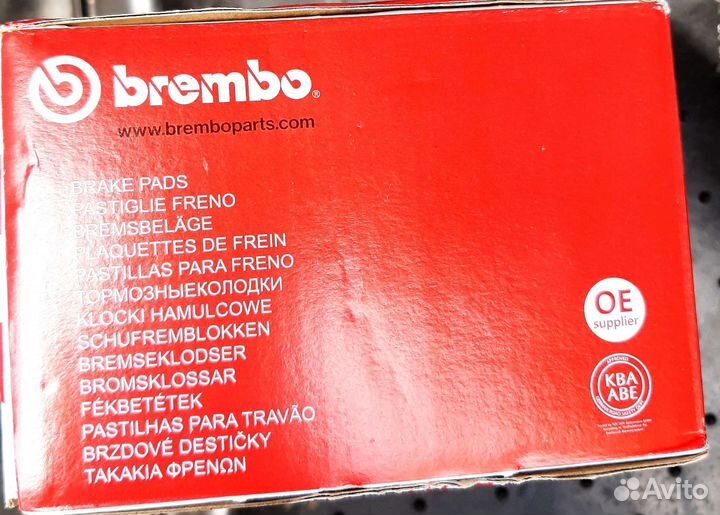 brembo®
www.bremboparts.com
BRAKE PADS
PASTIGLIE FRENO
BREMSBELÄGE
PLAQUETTES DE FREIN
PASTILLAS PARA FRENO
ТОРМОЗНЫЕКОЛОДКИ
KLOCKI HAMULCOWE
SCHIJFREMBLOKKEN
BREMSEKLODSER
BROMSKLOSSAR
FÉKBETÉTEK
PASTILHAS PARA TRAVÃO
BRZDOVÉ DESTIČKY
ΤΑΚΑΚΙΑ ΦΡΕΝΩΝ
OE
supplier
APPROVED
KBA
ABE
Avito